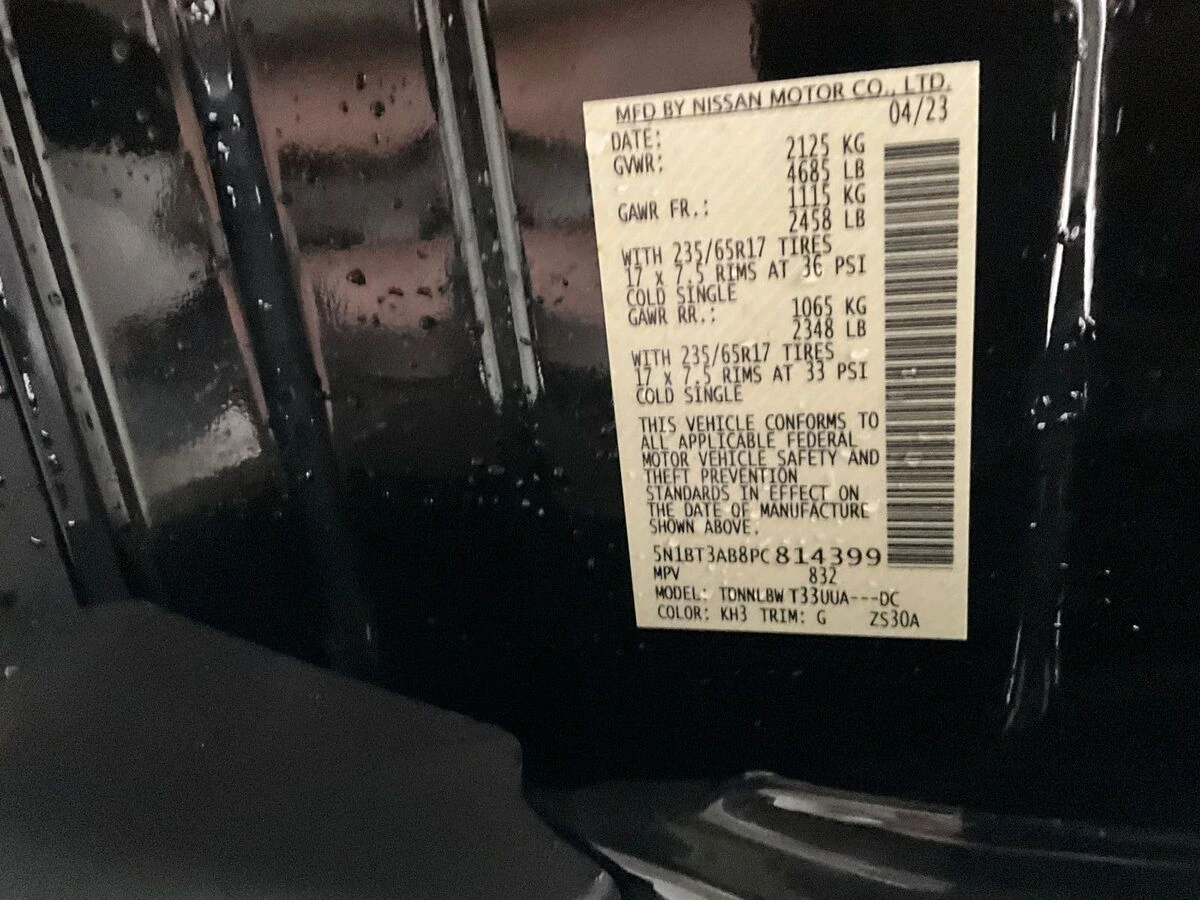 MFD BY NISSAN MOTOR CO., LTD.
DATE: 04/23
GVWR: 2125 KG
4685 LB
GAWR FR.: 1115 KG
2458 LB
WITH 235/65R17 TIRES
17 x 7.5 RIMS AT 36 PSI
COLD SINGLE
GAWR RR.: 1065 KG
2348 LB
WITH 235/65R17 TIRES
17 x 7.5 RIMS AT 33 PSI
COLD SINGLE
THIS VEHICLE CONFORMS TO
ALL APPLICABLE FEDERAL
MOTOR VEHICLE SAFETY AND
THEFT PREVENTION
STANDARDS IN EFFECT ON
THE DATE OF MANUFACTURE
SHOWN ABOVE.
5N1BT3AB8PC814399
MPV 832
MODEL: TDNNLBW T33UUA---DC
COLOR: KH3 TRIM: G ZS30A